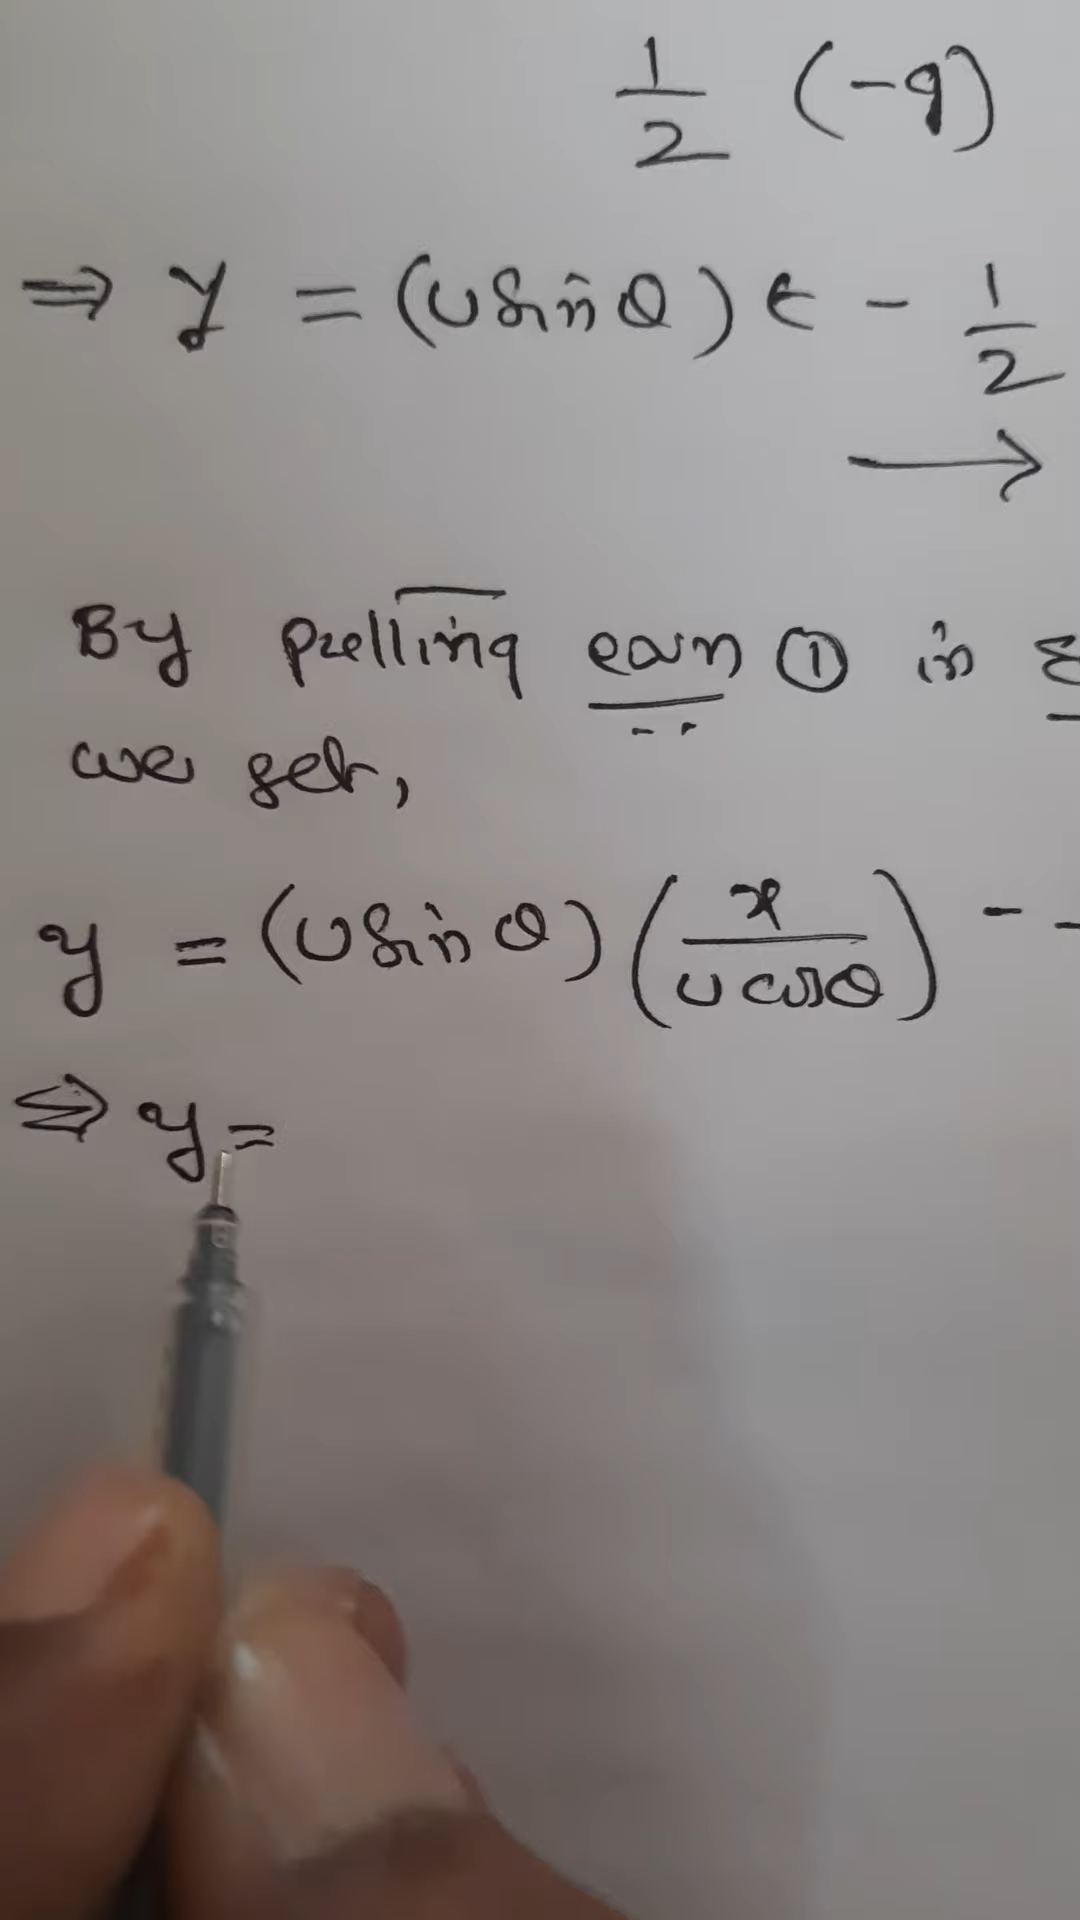 1/2 (-g)
⇒ y = (u sin θ) t - 1/2
→
By putting eqn ① in
we get,
y = (u sin θ) (x / u cos θ) -
⇒ y =